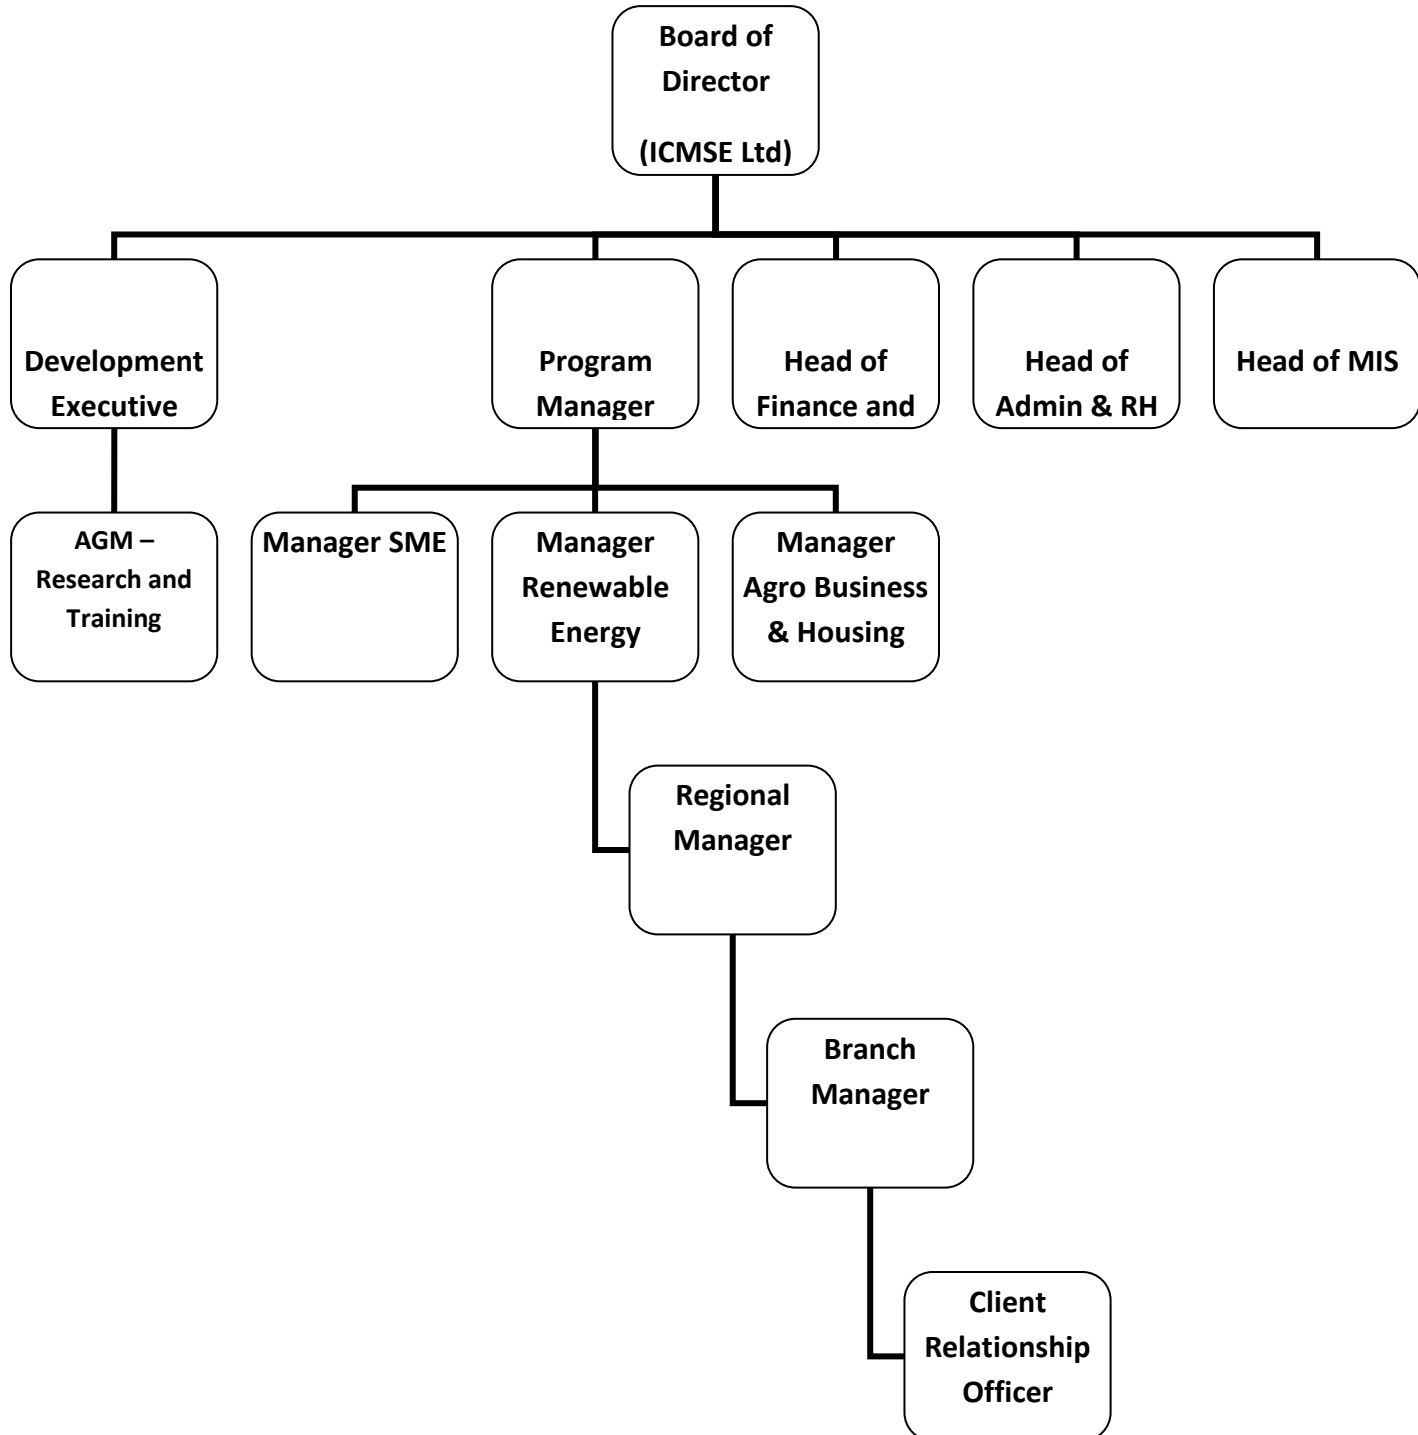 Board of
Director
(ICMSE Ltd)
Development
Executive
Program
Manager
Head of
Finance and
Head of
Admin & RH
Head of MIS
AGM –
Research and
Training
Manager SME
Manager
Renewable
Energy
Manager
Agro Business
& Housing
Regional
Manager
Branch
Manager
Client
Relationship
Officer